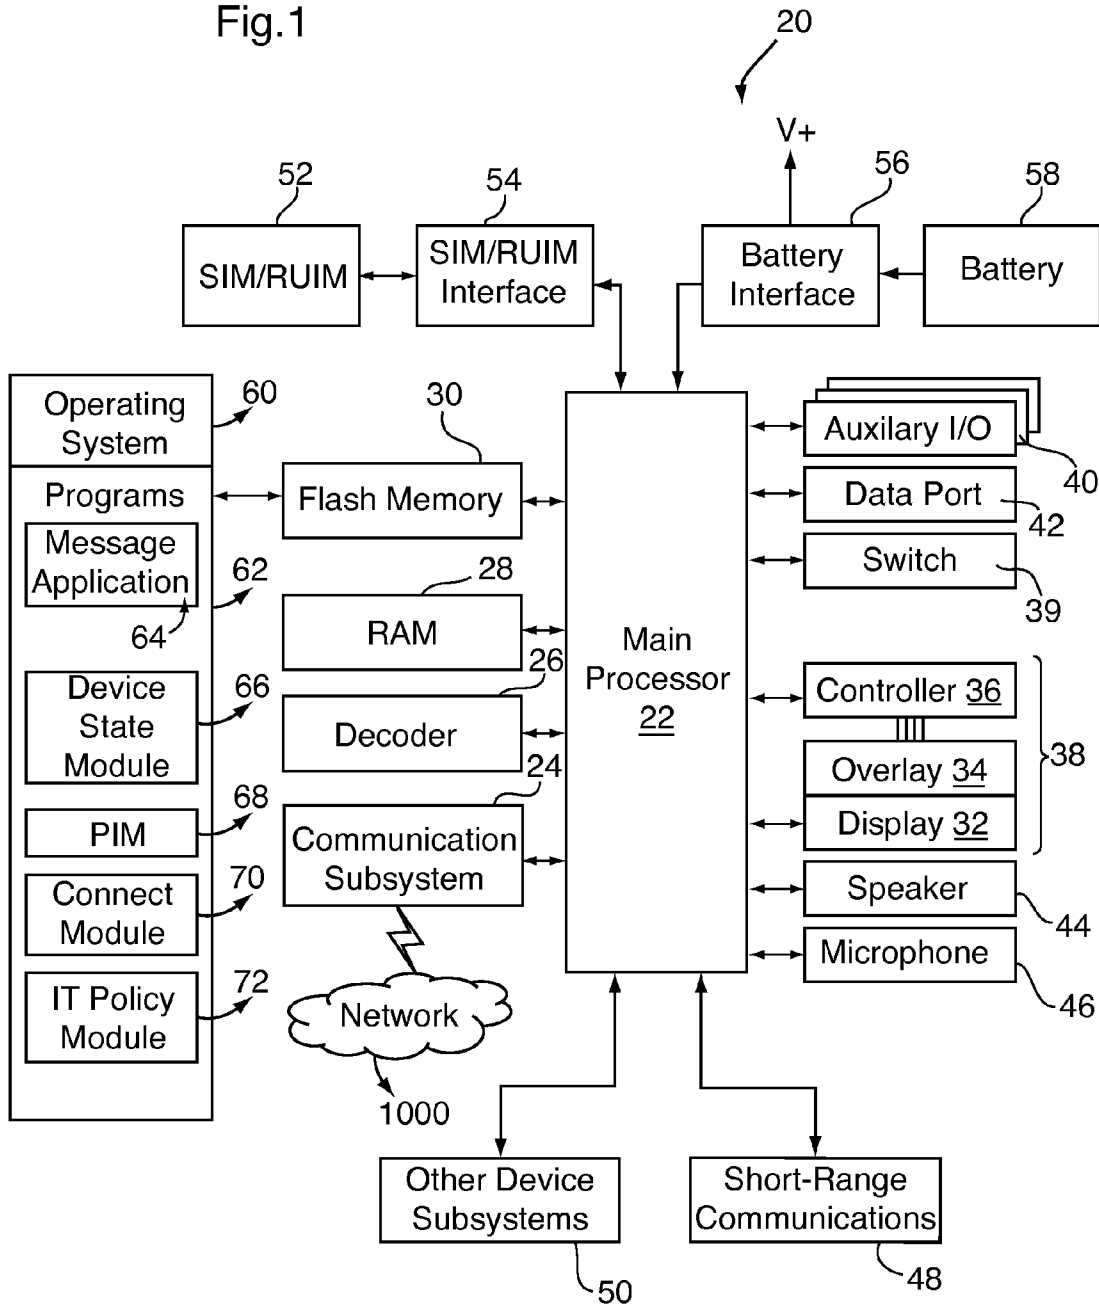 Fig.1
20
V+
52
54
56
58
SIM/RUIM
SIM/RUIM
Interface
Battery
Interface
Battery
Operating
System
60
Programs
Message
Application
64
62
Device
State
Module
66
PIM
68
Connect
Module
70
IT Policy
Module
72
30
Flash Memory
28
RAM
26
Decoder
24
Communication
Subsystem
Network
1000
Main
Processor
22
Auxilary I/O
40
Data Port
42
Switch
39
Controller 36
Overlay 34
Display 32
38
Speaker
44
Microphone
46
Other Device
Subsystems
50
Short-Range
Communications
48